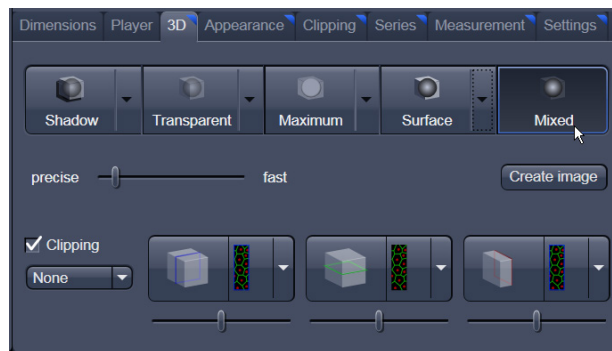 Dimensions Player 3D Appearance Clipping Series Measurement Settings
Shadow Transparent Maximum Surface Mixed
precise fast Create image
Clipping
None